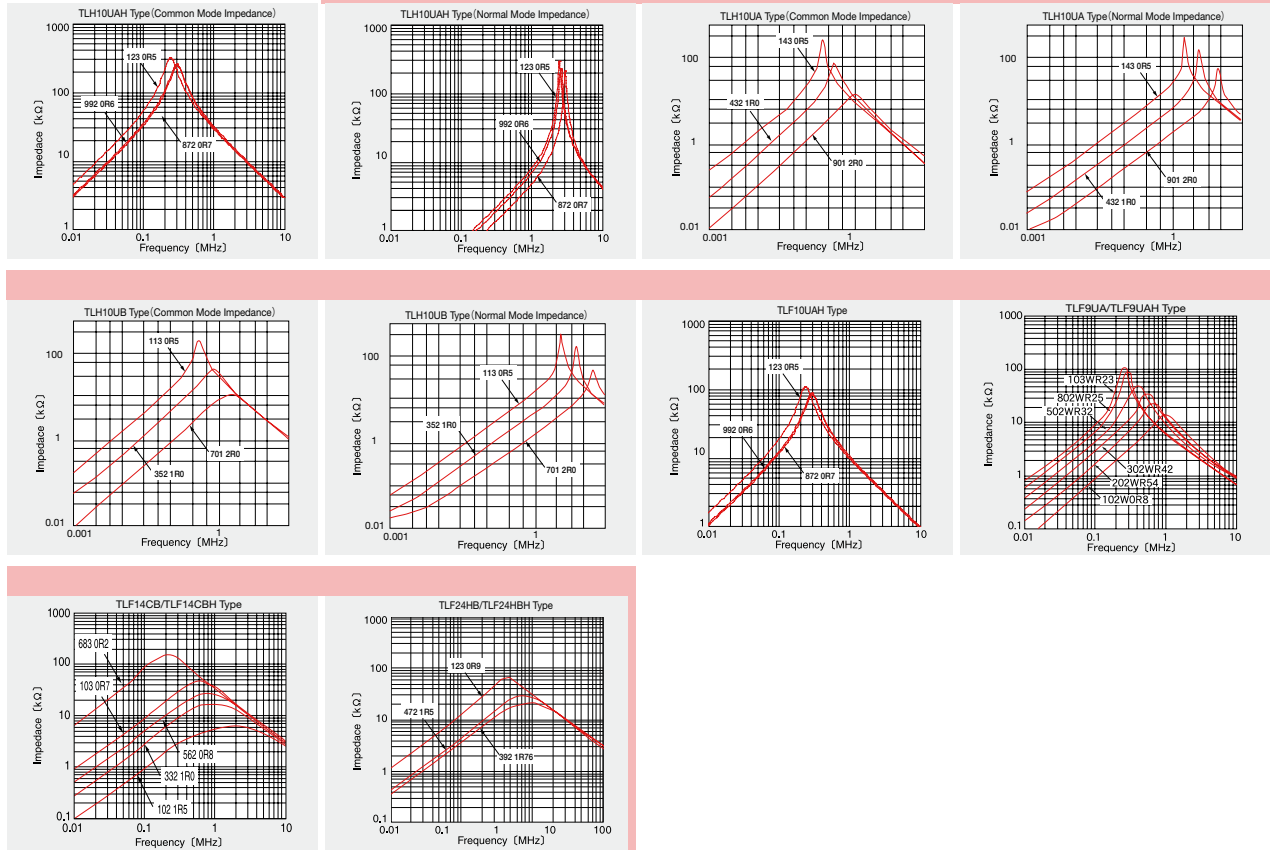 TLH10UAH Type(Common Mode Impedance)
1000
100
10
1
Impedace〔kΩ〕
123 0R5
992 0R6
872 0R7
0.01
0.1
1
10
Frequency〔MHz〕
TLH10UAH Type(Normal Mode Impedance)
1000
100
10
1
Impedace〔kΩ〕
123 0R5
992 0R6
872 0R7
0.01
0.1
1
10
Frequency〔MHz〕
TLH10UA Type(Common Mode Impedance)
100
1
0.01
Impedace〔kΩ〕
143 0R5
432 1R0
901 2R0
0.001
1
Frequency〔MHz〕
TLH10UA Type(Normal Mode Impedance)
100
1
0.01
Impedace〔kΩ〕
143 0R5
901 2R0
432 1R0
0.001
1
Frequency〔MHz〕
TLH10UB Type(Common Mode Impedance)
100
1
0.01
Impedace〔kΩ〕
113 0R5
701 2R0
352 1R0
0.001
1
Frequency〔MHz〕
TLH10UB Type(Normal Mode Impedance)
100
1
0.01
Impedace〔kΩ〕
113 0R5
352 1R0
701 2R0
0.001
1
Frequency〔MHz〕
TLF10UAH Type
1000
100
10
1
Impedace〔kΩ〕
123 0R5
992 0R6
872 0R7
0.01
0.1
1
10
Frequency〔MHz〕
TLF9UA/TLF9UAH Type
1000
100
10
1
0.1
Impedance〔kΩ〕
103WR23
802WR25
502WR32
302WR42
202WR54
102W0R8
0.01
0.1
1
10
Frequency〔MHz〕
TLF14CB/TLF14CBH Type
1000
100
10
1
0.1
Impedace〔kΩ〕
683 0R2
103 0R7
562 0R8
332 1R0
102 1R5
0.01
0.1
1
10
Frequency〔MHz〕
TLF24HB/TLF24HBH Type
1000
100
10
1
0.1
Impedace〔kΩ〕
123 0R9
472 1R5
392 1R76
0.01
0.1
1
10
100
Frequency〔MHz〕